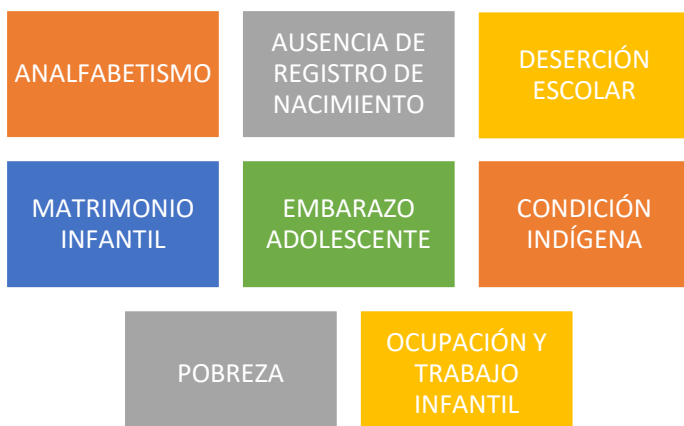 ANALFABETISMO
AUSENCIA DE
REGISTRO DE
NACIMIENTO
DESERCIÓN
ESCOLAR
MATRIMONIO
INFANTIL
EMBARAZO
ADOLESCENTE
CONDICIÓN
INDÍGENA
POBREZA
OCUPACIÓN Y
TRABAJO
INFANTIL